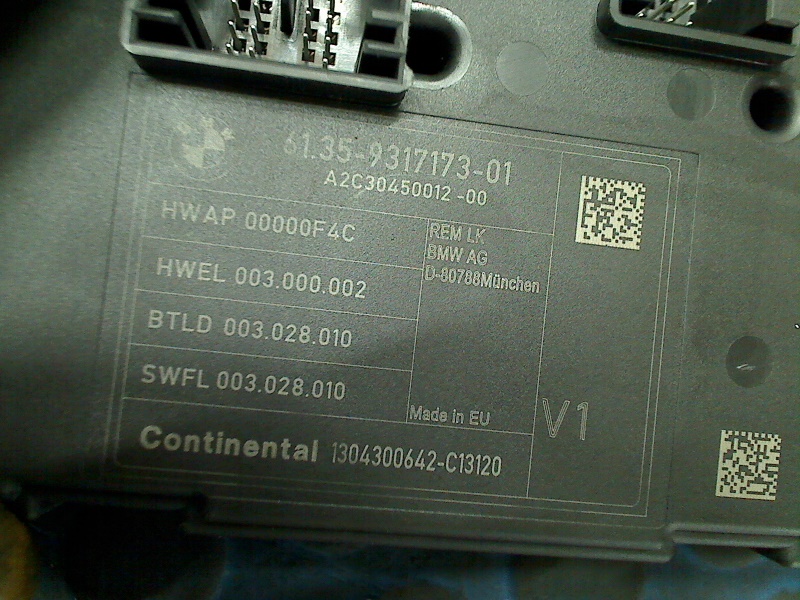 61.35-9317173-01
A2C30450012-00
HWAP 00000F4C
HWEL 003.000.002
BTLD 003.028.010
SWFL 003.028.010
REM LK
BMW AG
D-80788München
Made in EU
V1
Continental 1304300642-C13120